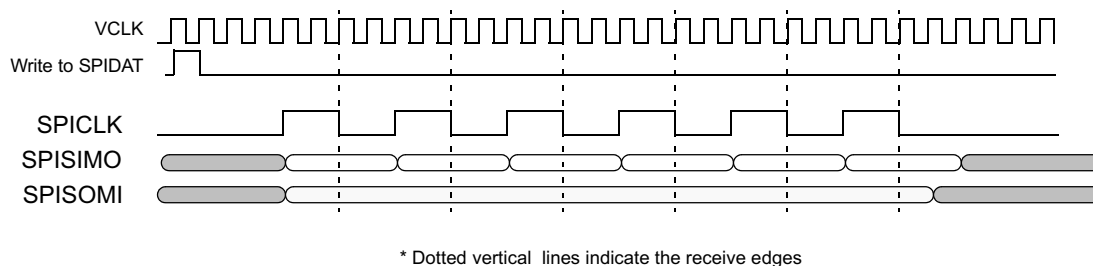 VCLK
Write to SPIDAT
SPICLK
SPISIMO
SPISOMI
* Dotted vertical lines indicate the receive edges